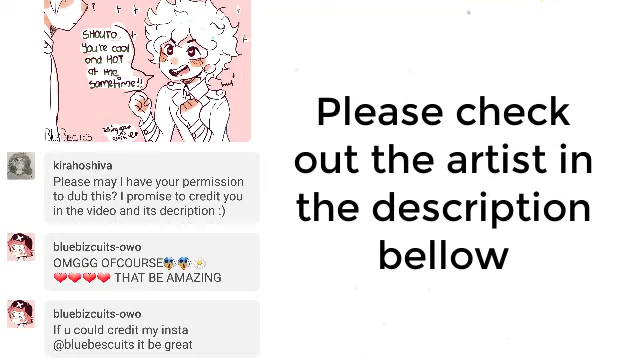 SHOUTO,
you're cool
and HOT
at the
sametime!!
kirahoshiva
Please may I have your permission
to dub this? I promise to credit you
in the video and its decription :)
bluebizcuits-owo
OMGGG OFCOURSE😱😱🌼
❤❤❤❤ THAT BE AMAZING
bluebizcuits-owo
If u could credit my insta
@bluebescuits it be great
Please check
out the artist in
the description
bellow